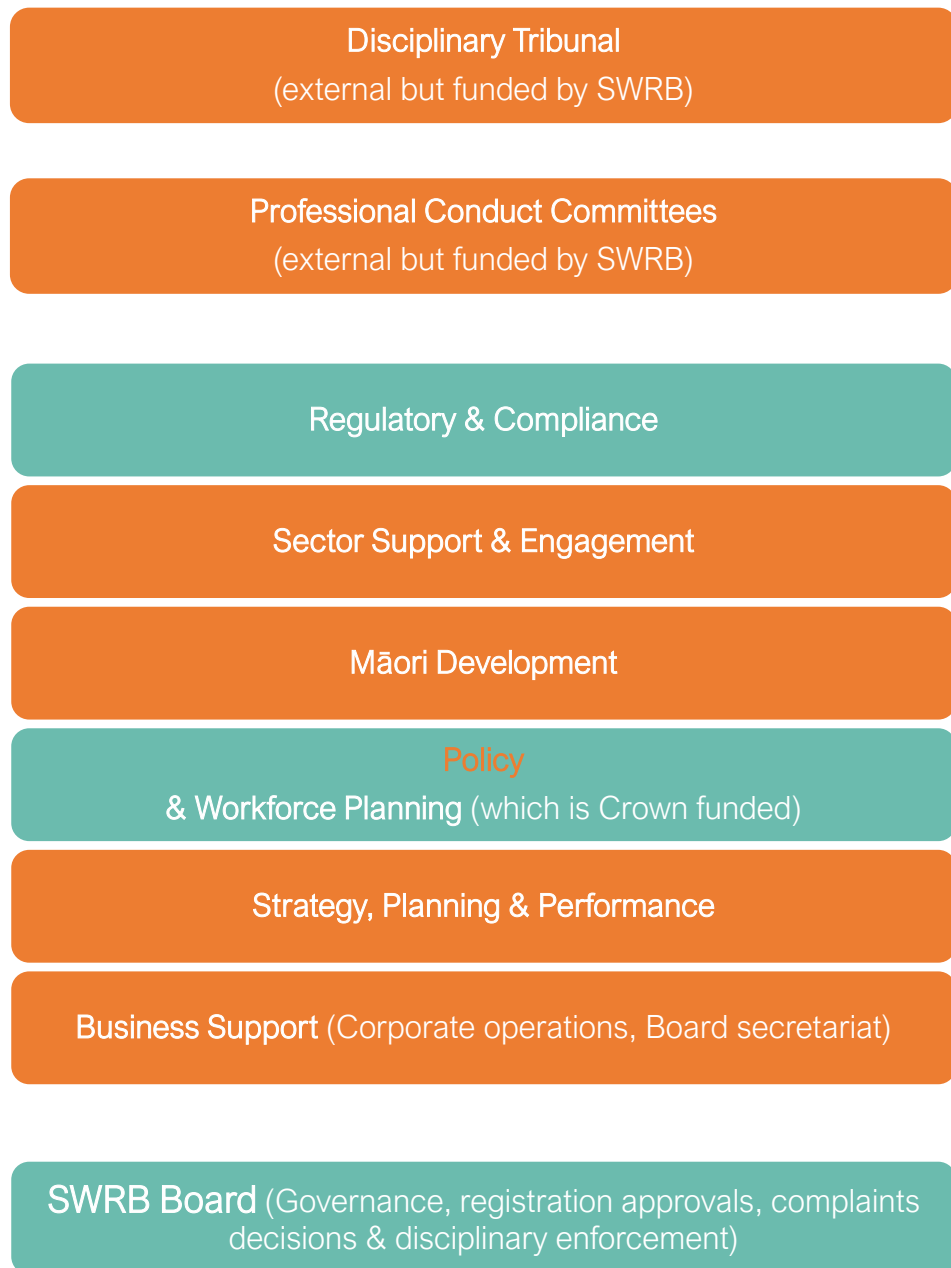 Disciplinary Tribunal
(external but funded by SWRB)
Professional Conduct Committees
(external but funded by SWRB)
Regulatory & Compliance
Sector Support & Engagement
Māori Development
Policy
& Workforce Planning (which is Crown funded)
Strategy, Planning & Performance
Business Support (Corporate operations, Board secretariat)
SWRB Board (Governance, registration approvals, complaints
decisions & disciplinary enforcement)